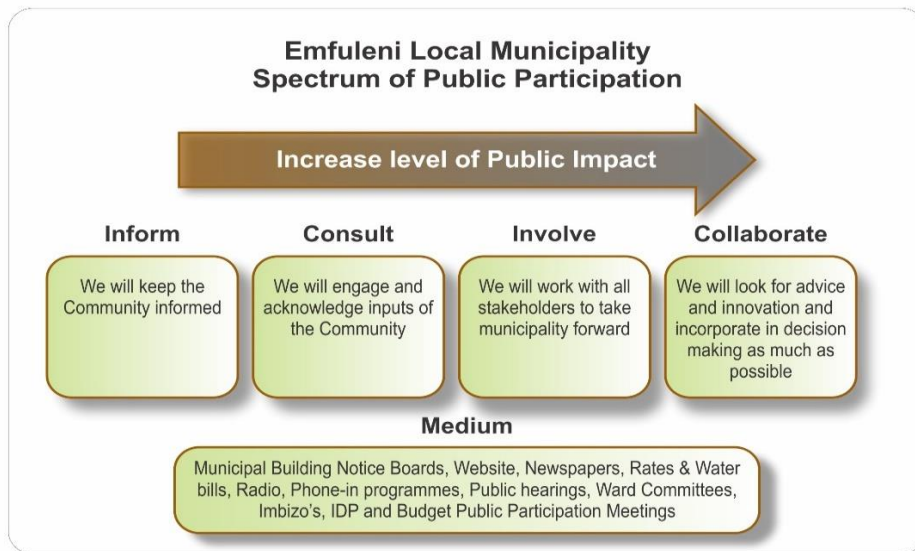 Emfuleni Local Municipality
Spectrum of Public Participation
Increase level of Public Impact
Inform
We will keep the
Community informed
Consult
We will engage and
acknowledge inputs
of the Community
Involve
We will work with all
stakeholders to take
municipality forward
Collaborate
We will look for advice
and innovation and
incorporate in decision
making as much as
possible
Medium
Municipal Building Notice Boards, Website, Newspapers, Rates & Water
bills, Radio, Phone-in programmes, Public hearings, Ward Committees,
Imbizo's, IDP and Budget Public Participation Meetings